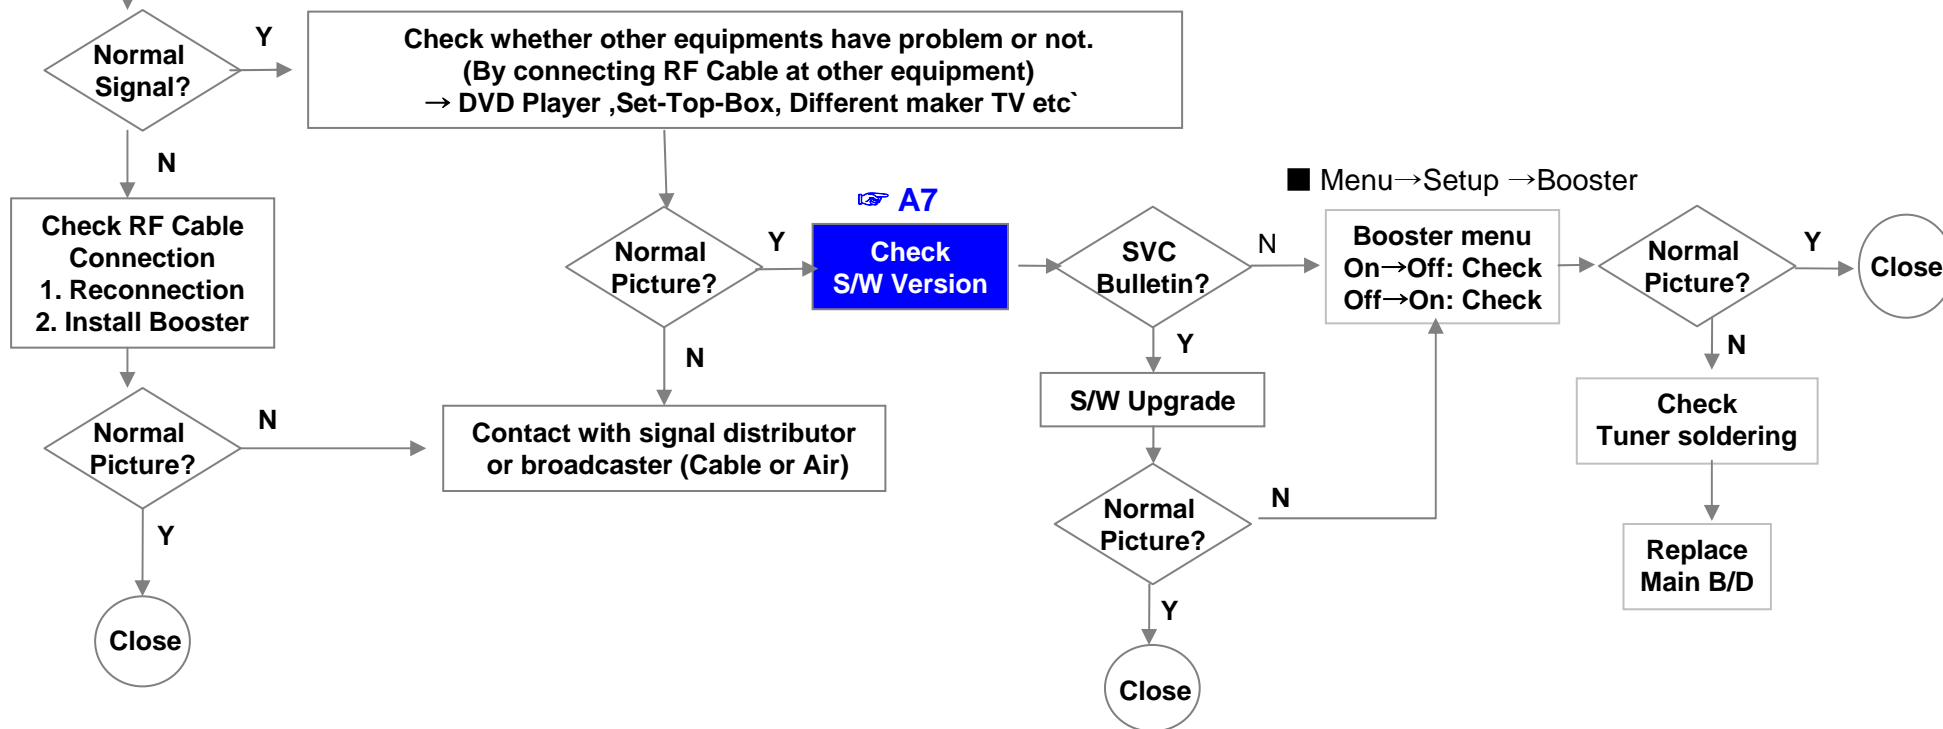 Normal
Signal?
Y
Check whether other equipments have problem or not.
(By connecting RF Cable at other equipment)
→ DVD Player ,Set-Top-Box, Different maker TV etc`
N
Check RF Cable
Connection
1. Reconnection
2. Install Booster
Normal
Picture?
N
Y
Close
Normal
Picture?
Y
N
Contact with signal distributor
or broadcaster (Cable or Air)
☞ A7
Check
S/W Version
SVC
Bulletin?
N
Y
S/W Upgrade
Normal
Picture?
N
Y
Close
■ Menu→Setup →Booster
Booster menu
On→Off: Check
Off→On: Check
Normal
Picture?
Y
Close
N
Check
Tuner soldering
Replace
Main B/D